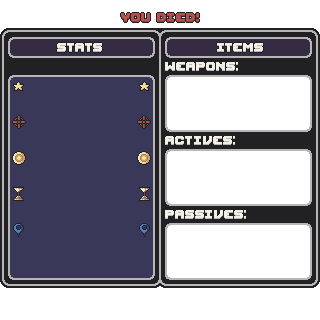 YOU DIED!
STATS
ITEMS
WEAPONS:
ACTIVES:
PASSIVES: